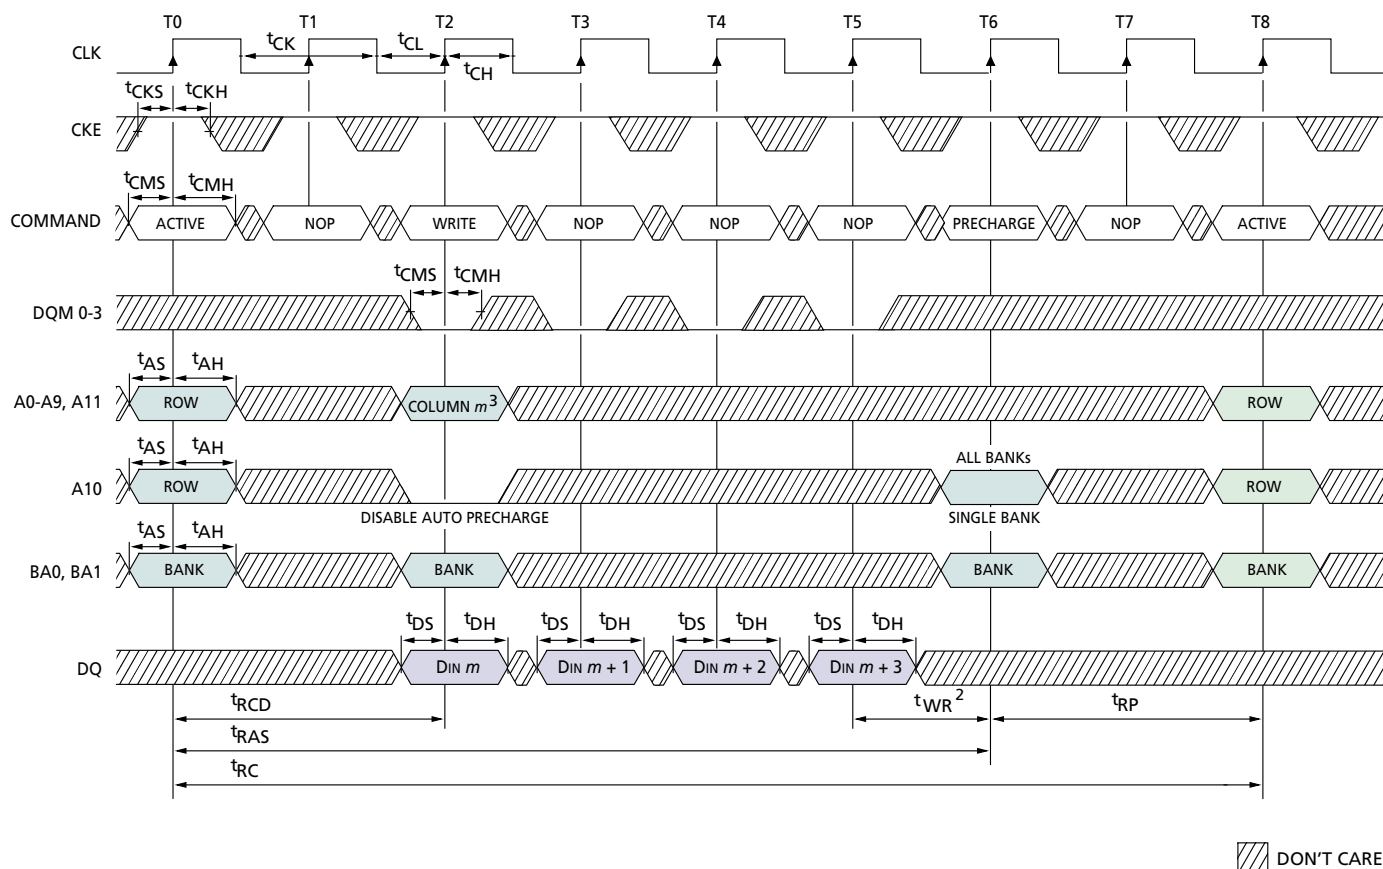 T0 T1 T2 T3 T4 T5 T6 T7 T8
CLK tCK tCL tCH
tCKS tCKH
CKE
tCMS tCMH
COMMAND ACTIVE NOP WRITE NOP NOP NOP PRECHARGE NOP ACTIVE
tCMS tCMH
DQM 0-3
tAS tAH
A0-A9, A11 ROW COLUMN m3 ROW
tAS tAH ALL BANKs
A10 ROW ROW
DISABLE AUTO PRECHARGE SINGLE BANK
tAS tAH
BA0, BA1 BANK BANK BANK BANK
tDS tDH tDS tDH tDS tDH tDS tDH
DQ DIN m DIN m + 1 DIN m + 2 DIN m + 3
tRCD tWR2 tRP
tRAS
tRC
DON'T CARE